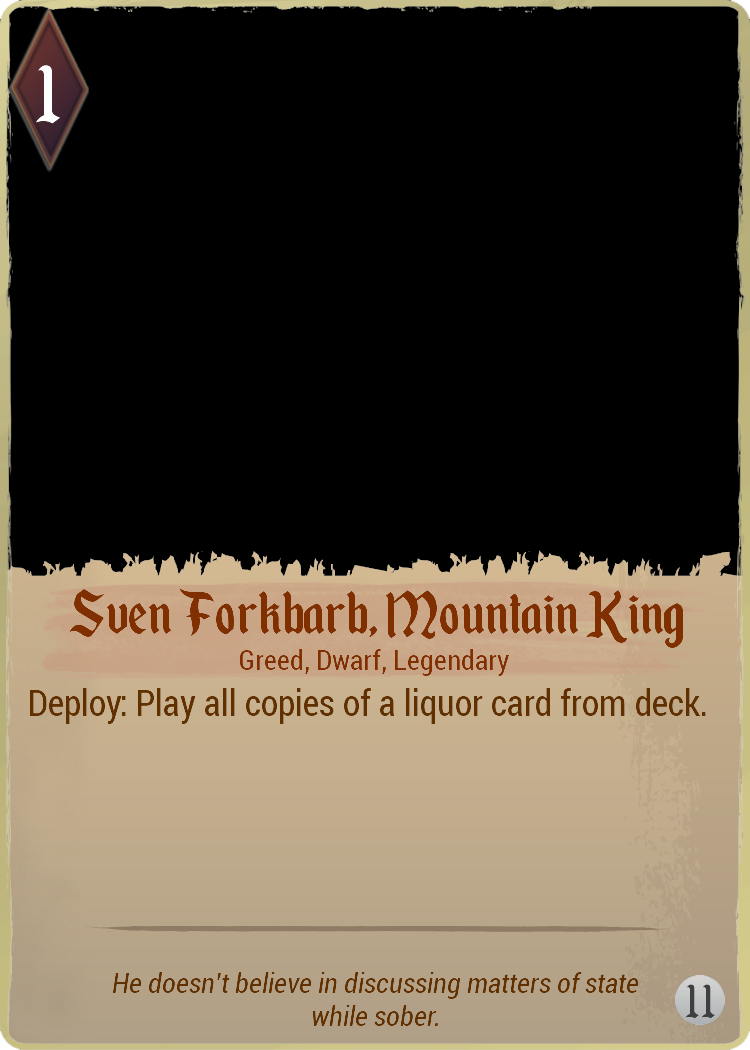 1
Sven Forkbarb, Mountain King
Greed, Dwarf, Legendary
Deploy: Play all copies of a liquor card from deck.
He doesn't believe in discussing matters of state
while sober.
11